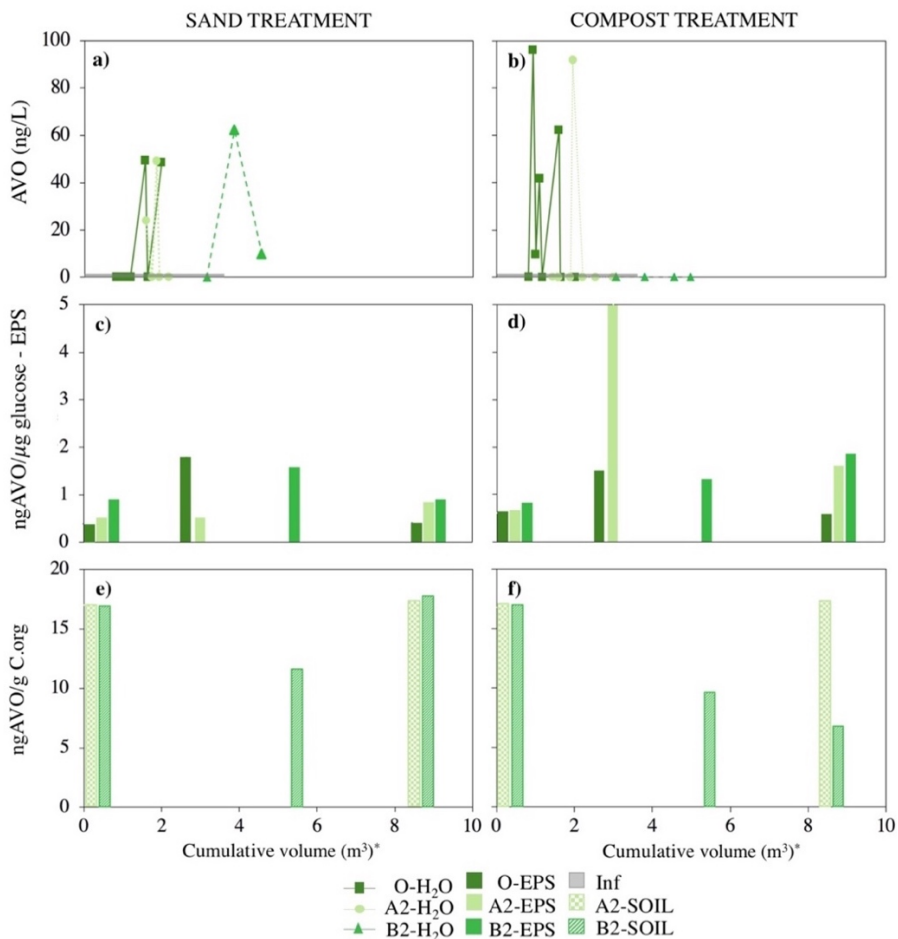 SAND TREATMENT
COMPOST TREATMENT
a)
b)
AVO (ng/L)
100
80
60
40
20
0
c)
d)
ngAVO/µg glucose - EPS
5
4
3
2
1
0
e)
f)
ngAVO/g C.org
20
15
10
5
0
0 2 4 6 8 10
0 2 4 6 8 10
Cumulative volume (m³)*
Cumulative volume (m³)*
O-H₂O O-EPS Inf
A2-H₂O A2-EPS A2-SOIL
B2-H₂O B2-EPS B2-SOIL